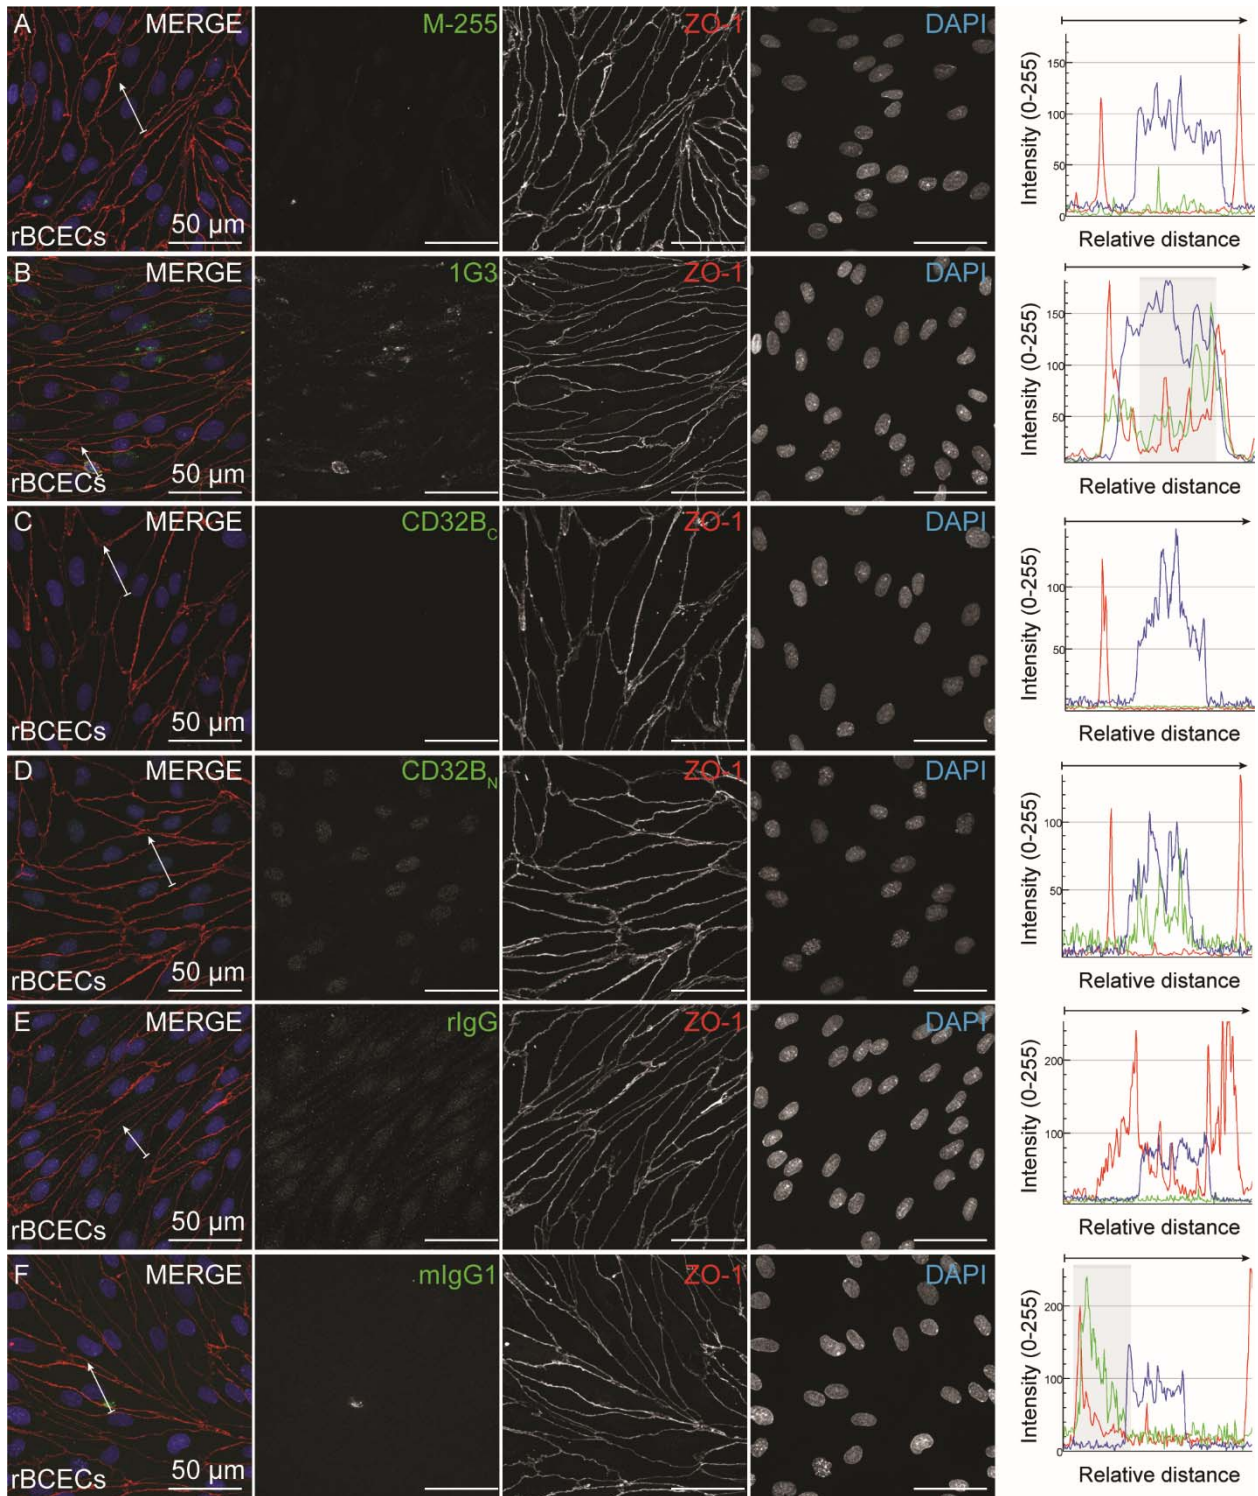 A MERGE M-255 ZO-1 DAPI
50 µm
rBCECs
Intensity (0-255)
150
100
50
0
Relative distance
B MERGE 1G3 ZO-1 DAPI
50 µm
rBCECs
Intensity (0-255)
150
100
50
Relative distance
C MERGE CD32BC ZO-1 DAPI
50 µm
rBCECs
Intensity (0-255)
100
50
Relative distance
D MERGE CD32BN ZO-1 DAPI
50 µm
rBCECs
Intensity (0-255)
100
50
Relative distance
E MERGE rIgG ZO-1 DAPI
50 µm
rBCECs
Intensity (0-255)
200
100
Relative distance
F MERGE mIgG1 ZO-1 DAPI
50 µm
rBCECs
Intensity (0-255)
200
100
0
Relative distance